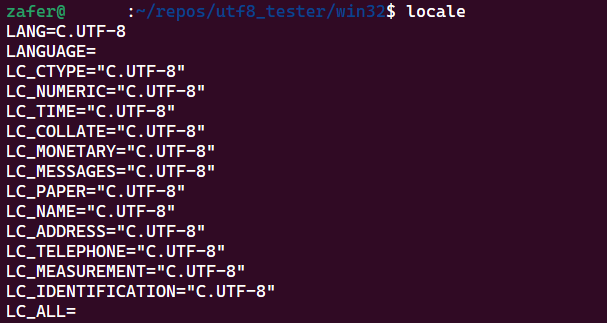 zafer@ :~/repos/utf8_tester/win32$ locale
LANG=C.UTF-8
LANGUAGE=
LC_CTYPE="C.UTF-8"
LC_NUMERIC="C.UTF-8"
LC_TIME="C.UTF-8"
LC_COLLATE="C.UTF-8"
LC_MONETARY="C.UTF-8"
LC_MESSAGES="C.UTF-8"
LC_PAPER="C.UTF-8"
LC_NAME="C.UTF-8"
LC_ADDRESS="C.UTF-8"
LC_TELEPHONE="C.UTF-8"
LC_MEASUREMENT="C.UTF-8"
LC_IDENTIFICATION="C.UTF-8"
LC_ALL=